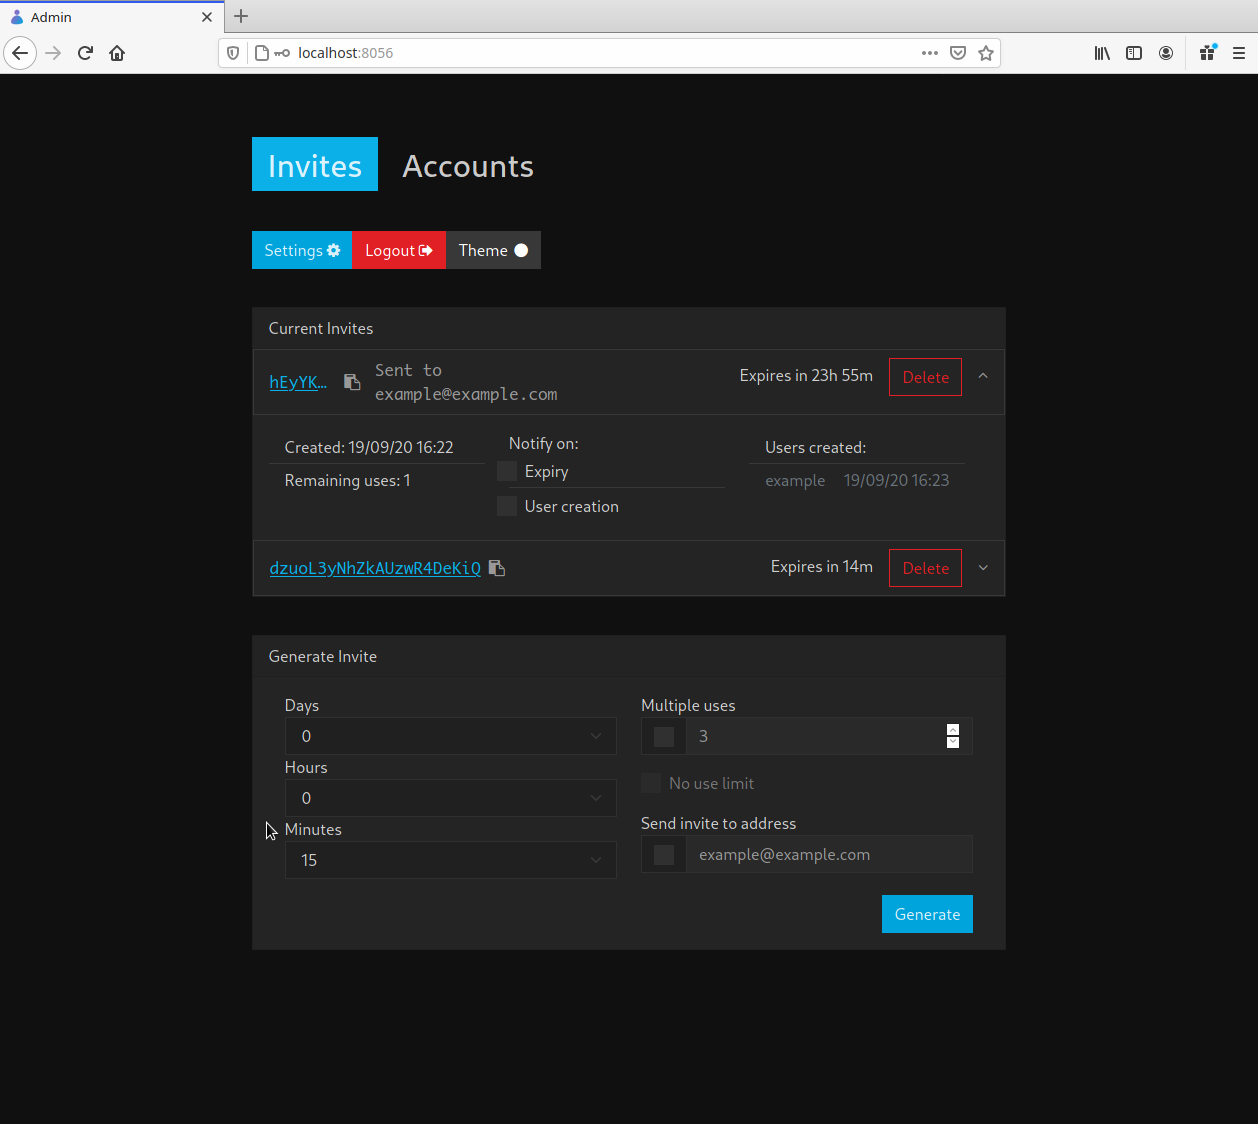 Admin
localhost:8056
Invites Accounts
Settings Logout Theme
Current Invites
hEyYK... Sent to example@example.com Expires in 23h 55m Delete
Created: 19/09/20 16:22
Remaining uses: 1
Notify on:
Expiry
User creation
Users created:
example 19/09/20 16:23
dzuoL3yNhZkAUzwR4DeKiQ Expires in 14m Delete
Generate Invite
Days
0
Hours
0
Minutes
15
Multiple uses
3
No use limit
Send invite to address
example@example.com
Generate